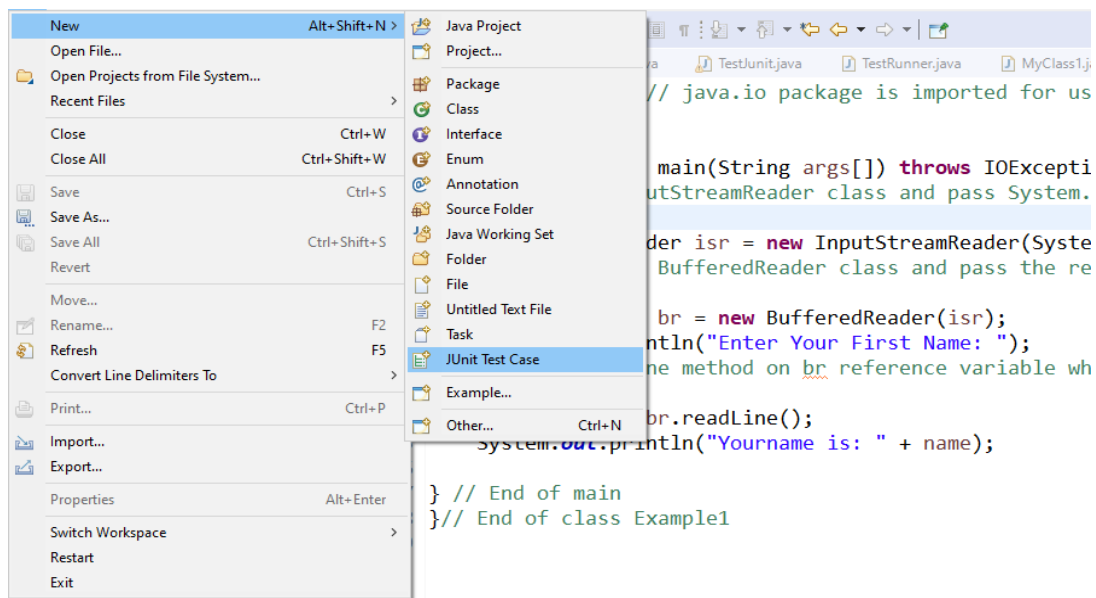 New Alt+Shift+N >
Open File...
Open Projects from File System...
Recent Files >
Close Ctrl+W
Close All Ctrl+Shift+W
Save Ctrl+S
Save As...
Save All Ctrl+Shift+S
Revert
Move...
Rename... F2
Refresh F5
Convert Line Delimiters To >
Print... Ctrl+P
Import...
Export...
Properties Alt+Enter
Switch Workspace >
Restart
Exit
Java Project
Project...
Package
Class
Interface
Enum
Annotation
Source Folder
Java Working Set
Folder
File
Untitled Text File
Task
JUnit Test Case
Example...
Other... Ctrl+N
va TestJunit.java TestRunner.java MyClass1.j
// java.io package is imported for us
main(String args[]) throws IOExcepti
utStreamReader class and pass System.
der isr = new InputStreamReader(Syste
BufferedReader class and pass the re
br = new BufferedReader(isr);
ntln("Enter Your First Name: ");
ne method on br reference variable wh
br.readLine();
System.out.println("Yourname is: " + name);
} // End of main
}// End of class Example1